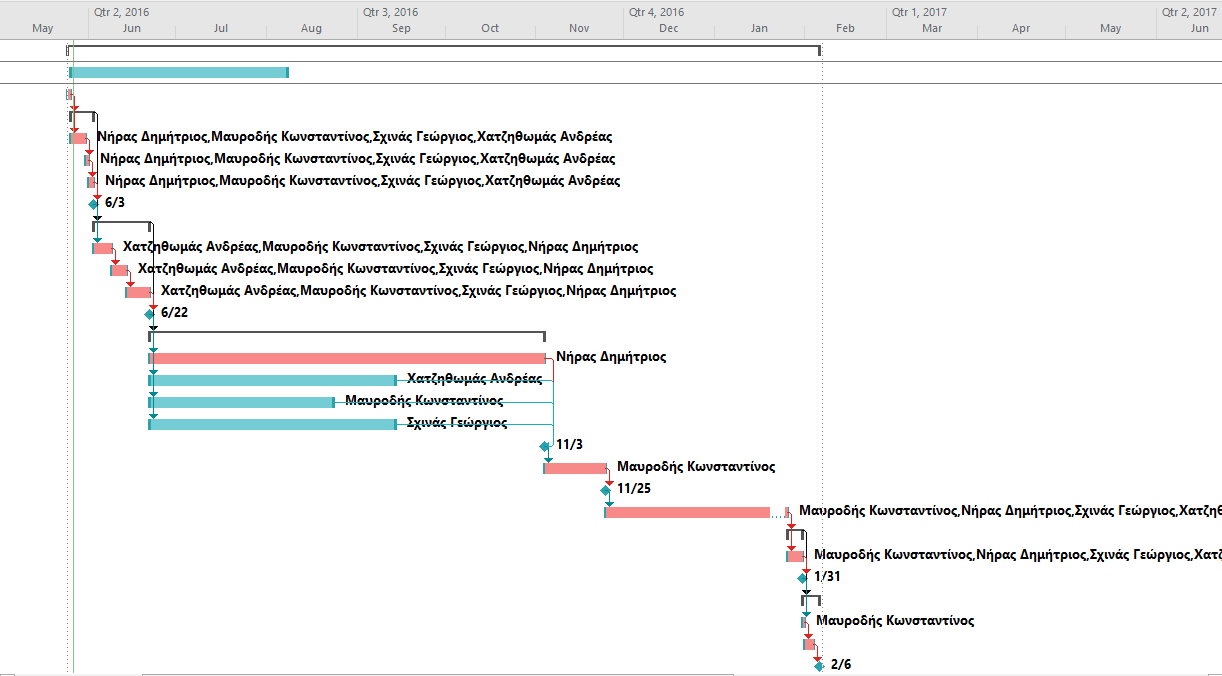 Qtr 2, 2016 Qtr 3, 2016 Qtr 4, 2016 Qtr 1, 2017 Qtr 2, 2017
May Jun Jul Aug Sep Oct Nov Dec Jan Feb Mar Apr May Jun
Νήρας Δημήτριος,Μαυροδής Κωνσταντίνος,Σχινάς Γεώργιος,Χατζηθωμάς Ανδρέας
Νήρας Δημήτριος,Μαυροδής Κωνσταντίνος,Σχινάς Γεώργιος,Χατζηθωμάς Ανδρέας
Νήρας Δημήτριος,Μαυροδής Κωνσταντίνος,Σχινάς Γεώργιος,Χατζηθωμάς Ανδρέας
6/3
Χατζηθωμάς Ανδρέας,Μαυροδής Κωνσταντίνος,Σχινάς Γεώργιος,Νήρας Δημήτριος
Χατζηθωμάς Ανδρέας,Μαυροδής Κωνσταντίνος,Σχινάς Γεώργιος,Νήρας Δημήτριος
Χατζηθωμάς Ανδρέας,Μαυροδής Κωνσταντίνος,Σχινάς Γεώργιος,Νήρας Δημήτριος
6/22
Νήρας Δημήτριος
Χατζηθωμάς Ανδρέας
Μαυροδής Κωνσταντίνος
Σχινάς Γεώργιος
11/3
Μαυροδής Κωνσταντίνος
11/25
Μαυροδής Κωνσταντίνος,Νήρας Δημήτριος,Σχινάς Γεώργιος,Χατζηθ
Μαυροδής Κωνσταντίνος,Νήρας Δημήτριος,Σχινάς Γεώργιος,Χατζ
1/31
Μαυροδής Κωνσταντίνος
2/6